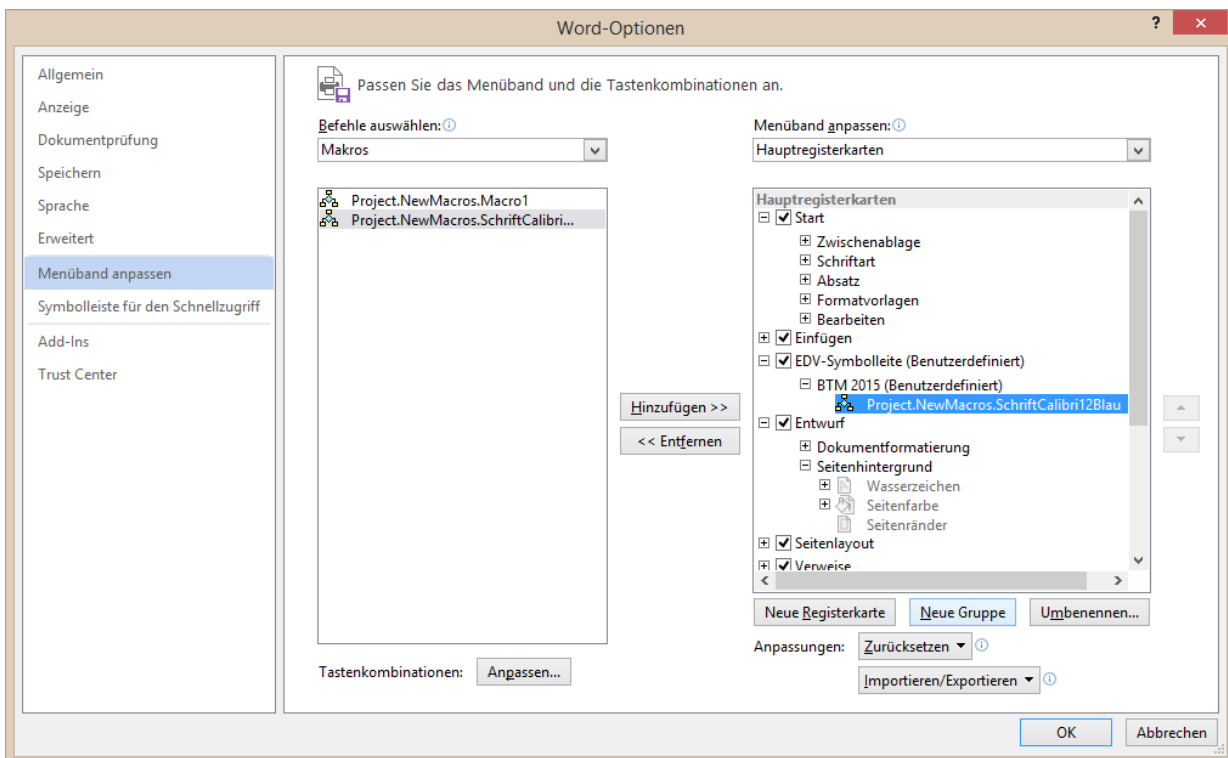 Word-Optionen
?
Allgemein
Anzeige
Dokumentprüfung
Speichern
Sprache
Erweitert
Menüband anpassen
Symbolleiste für den Schnellzugriff
Add-Ins
Trust Center
Passen Sie das Menüband und die Tastenkombinationen an.
Befehle auswählen:
Makros
Project.NewMacros.Macro1
Project.NewMacros.SchriftCalibri...
Tastenkombinationen: Anpassen...
Hinzufügen >>
<< Entfernen
Menüband anpassen:
Hauptregisterkarten
Hauptregisterkarten
Start
Zwischenablage
Schriftart
Absatz
Formatvorlagen
Bearbeiten
Einfügen
EDV-Symbolleite (Benutzerdefiniert)
BTM 2015 (Benutzerdefiniert)
Project.NewMacros.SchriftCalibri12Blau
Entwurf
Dokumentformatierung
Seitenhintergrund
Wasserzeichen
Seitenfarbe
Seitenränder
Seitenlayout
Verweise
Neue Registerkarte Neue Gruppe Umbenennen...
Anpassungen: Zurücksetzen
Importieren/Exportieren
OK Abbrechen